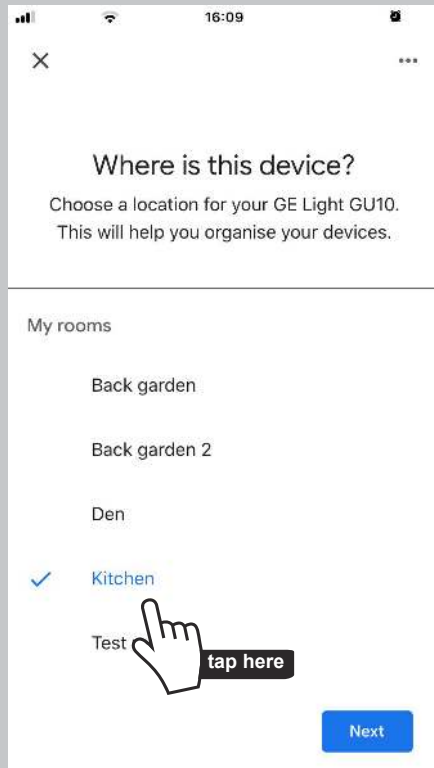 16:09
Where is this device?
Choose a location for your GE Light GU10.
This will help you organise your devices.
My rooms
Back garden
Back garden 2
Den
Kitchen
Test
tap here
Next